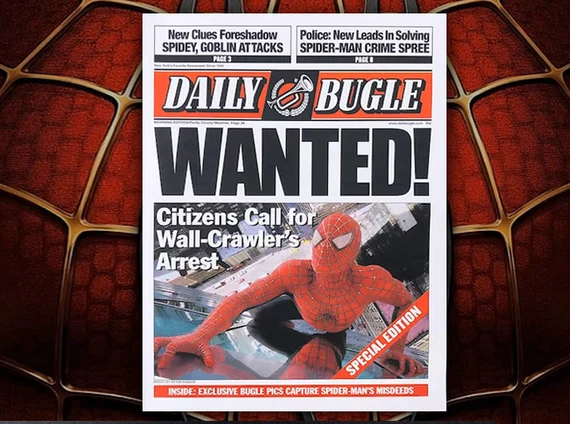 New Clues Foreshadow
SPIDEY, GOBLIN ATTACKS
PAGE 3
Police: New Leads In Solving
SPIDER-MAN CRIME SPREE
PAGE 8
DAILY BUGLE
WANTED!
Citizens Call for
Wall-Crawler's
Arrest
SPECIAL EDITION
INSIDE: EXCLUSIVE BUGLE PICS CAPTURE SPIDER-MAN'S MISDEEDS